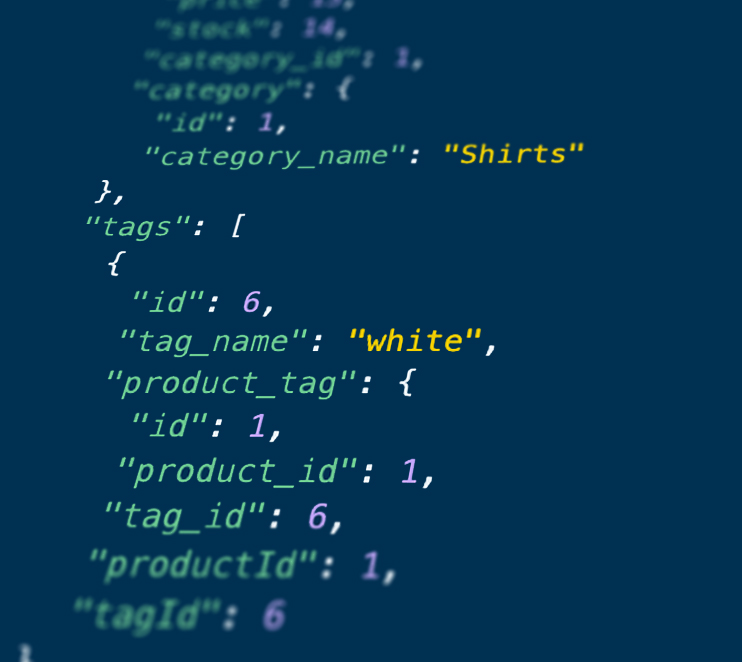 "price": 15,
"stock": 14,
"category_id": 1,
"category": {
"id": 1,
"category_name": "Shirts"
},
"tags": [
{
"id": 6,
"tag_name": "white",
"product_tag": {
"id": 1,
"product_id": 1,
"tag_id": 6,
"productId": 1,
"tagId": 6
}